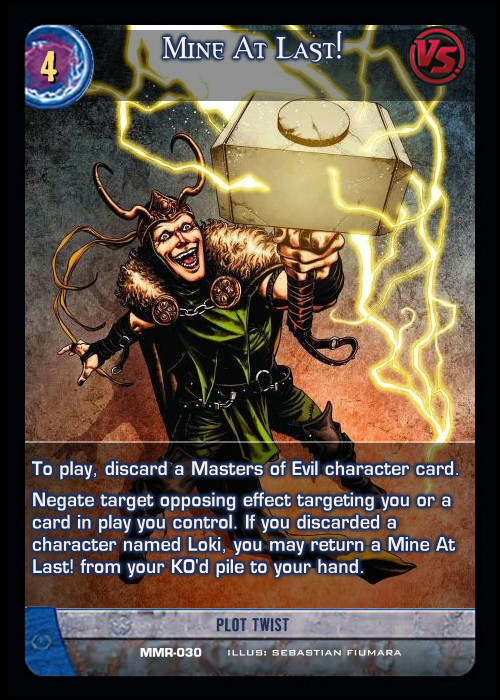 4
Mine At Last!
VS.
To play, discard a Masters of Evil character card.
Negate target opposing effect targeting you or a
card in play you control. If you discarded a
character named Loki, you may return a Mine At
Last! from your KO'd pile to your hand.
PLOT TWIST
MMR-030 ILLUS: SEBASTIAN FIUMARA